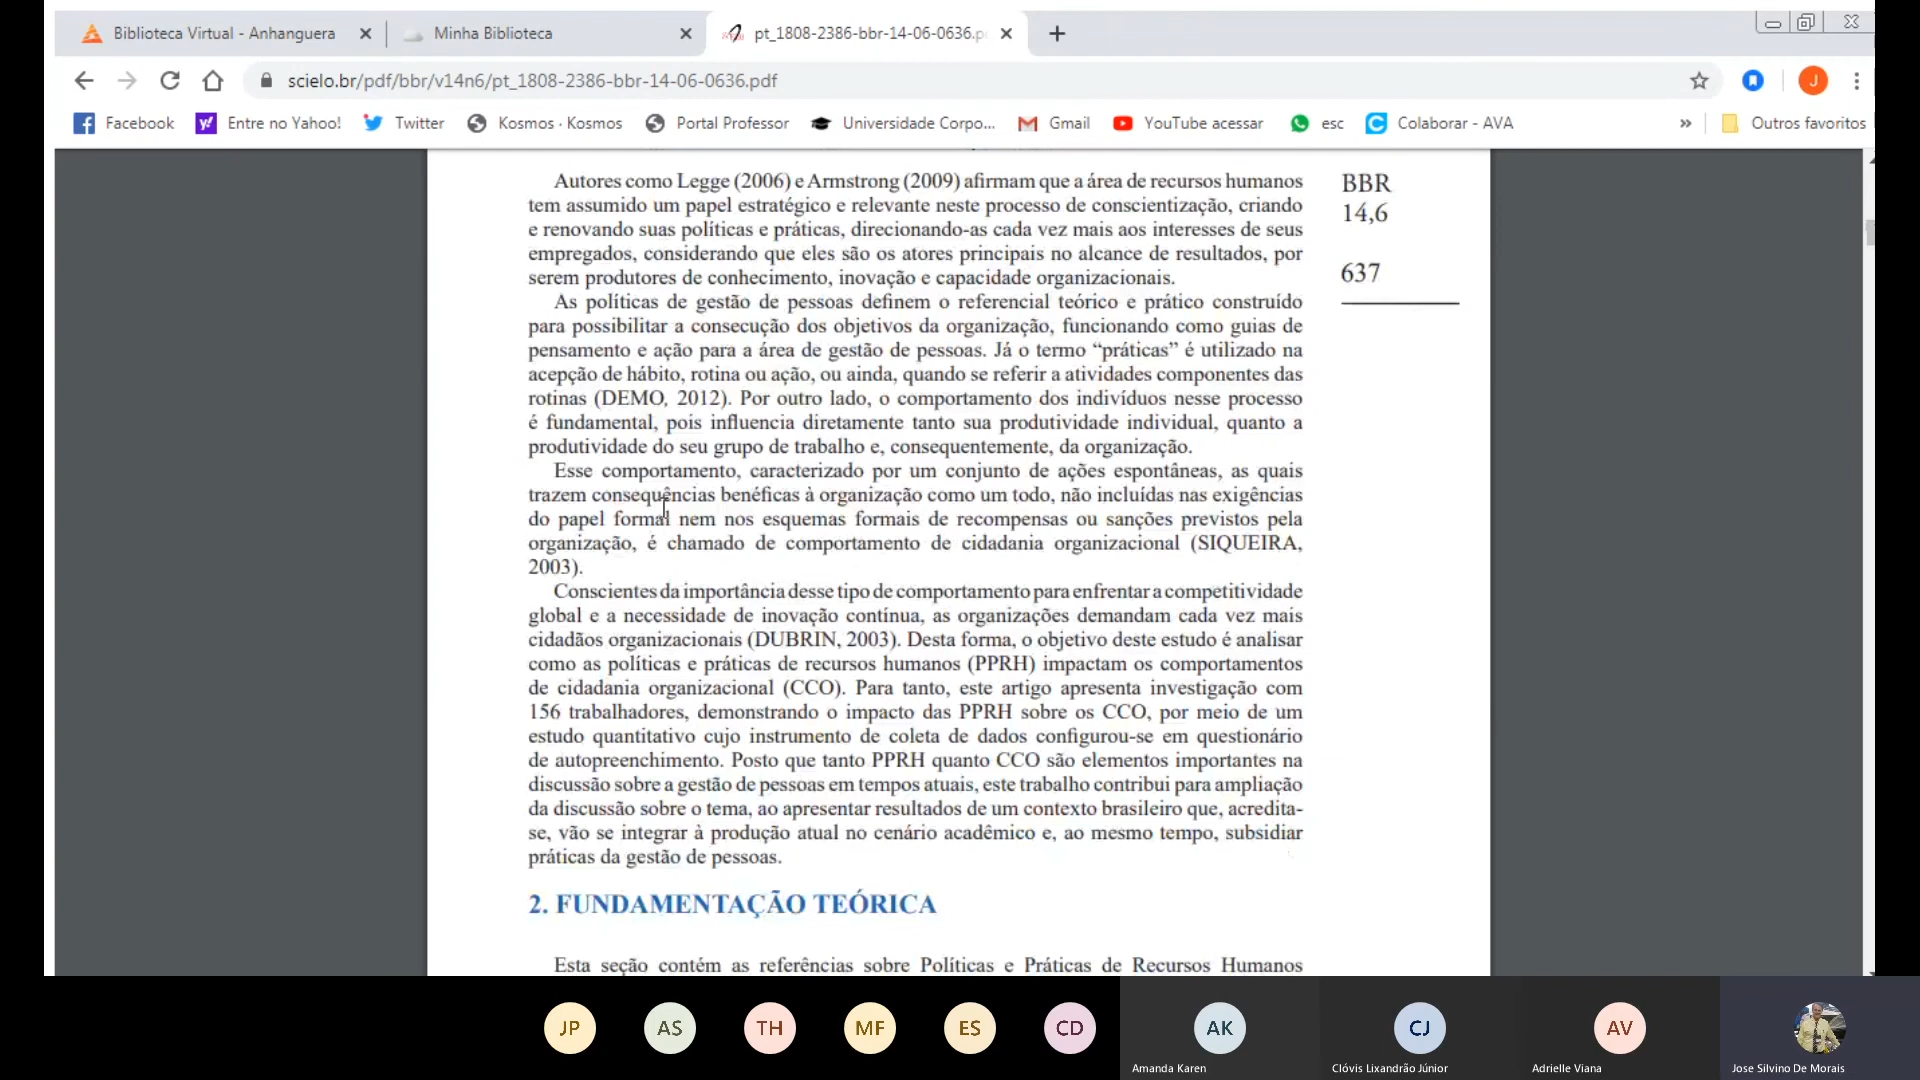 Biblioteca Virtual - Anhanguera
Minha Biblioteca
pt_1808-2386-bbr-14-06-0636.p
scielo.br/pdf/bbr/v14n6/pt_1808-2386-bbr-14-06-0636.pdf
J
Facebook
Entre no Yahoo!
Twitter
Kosmos · Kosmos
Portal Professor
Universidade Corpo...
Gmail
YouTube acessar
esc
Colaborar - AVA
»
Outros favoritos
Autores como Legge (2006) e Armstrong (2009) afirmam que a área de recursos humanos
tem assumido um papel estratégico e relevante neste processo de conscientização, criando
e renovando suas políticas e práticas, direcionando-as cada vez mais aos interesses de seus
empregados, considerando que eles são os atores principais no alcance de resultados, por
serem produtores de conhecimento, inovação e capacidade organizacionais.
As políticas de gestão de pessoas definem o referencial teórico e prático construído
para possibilitar a consecução dos objetivos da organização, funcionando como guias de
pensamento e ação para a área de gestão de pessoas. Já o termo “práticas” é utilizado na
acepção de hábito, rotina ou ação, ou ainda, quando se referir a atividades componentes das
rotinas (DEMO, 2012). Por outro lado, o comportamento dos indivíduos nesse processo
é fundamental, pois influencia diretamente tanto sua produtividade individual, quanto a
produtividade do seu grupo de trabalho e, consequentemente, da organização.
Esse comportamento, caracterizado por um conjunto de ações espontâneas, as quais
trazem consequências benéficas à organização como um todo, não incluídas nas exigências
do papel formal nem nos esquemas formais de recompensas ou sanções previstos pela
organização, é chamado de comportamento de cidadania organizacional (SIQUEIRA,
2003).
Conscientes da importância desse tipo de comportamento para enfrentar a competitividade
global e a necessidade de inovação contínua, as organizações demandam cada vez mais
cidadãos organizacionais (DUBRIN, 2003). Desta forma, o objetivo deste estudo é analisar
como as políticas e práticas de recursos humanos (PPRH) impactam os comportamentos
de cidadania organizacional (CCO). Para tanto, este artigo apresenta investigação com
156 trabalhadores, demonstrando o impacto das PPRH sobre os CCO, por meio de um
estudo quantitativo cujo instrumento de coleta de dados configurou-se em questionário
de autopreenchimento. Posto que tanto PPRH quanto CCO são elementos importantes na
discussão sobre a gestão de pessoas em tempos atuais, este trabalho contribui para ampliação
da discussão sobre o tema, ao apresentar resultados de um contexto brasileiro que, acredita-
se, vão se integrar à produção atual no cenário acadêmico e, ao mesmo tempo, subsidiar
práticas da gestão de pessoas.
2. FUNDAMENTAÇÃO TEÓRICA
Esta seção contém as referências sobre Políticas e Práticas de Recursos Humanos
BBR
14,6
637
JP
AS
TH
MF
ES
CD
AK
CJ
AV
Amanda Karen
Clóvis Lixandrão Júnior
Adrielle Viana
Jose Silvino De Morais